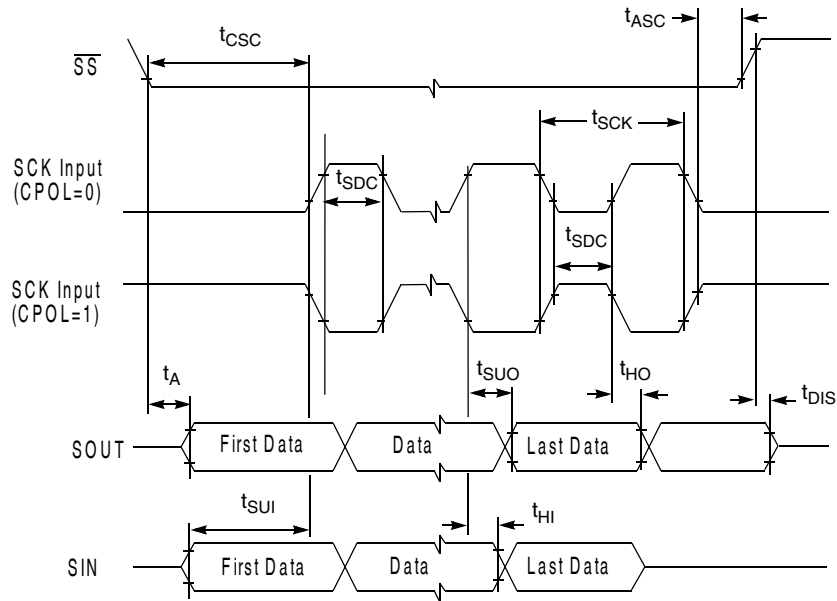 tASC
tCSC
SS
tSCK
SCK Input
(CPOL=0)
tSDC
tSDC
SCK Input
(CPOL=1)
tA
tSUO
tHO
tDIS
SOUT
First Data
Data
Last Data
tSUI
tHI
SIN
First Data
Data
Last Data